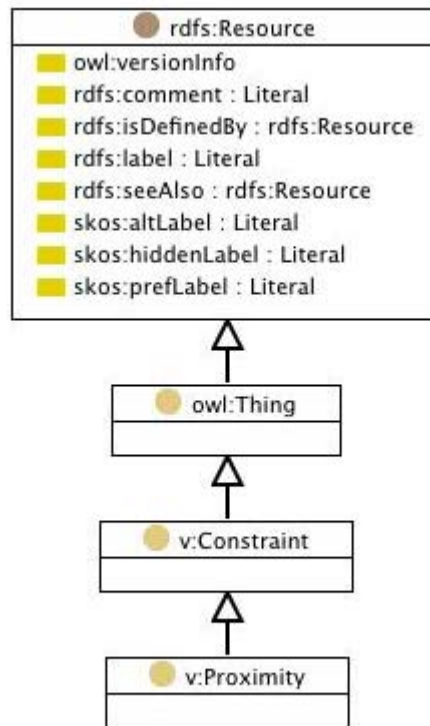 rdfs:Resource
owl:versionInfo
rdfs:comment : Literal
rdfs:isDefinedBy : rdfs:Resource
rdfs:label : Literal
rdfs:seeAlso : rdfs:Resource
skos:altLabel : Literal
skos:hiddenLabel : Literal
skos:prefLabel : Literal
owl:Thing
v:Constraint
v:Proximity